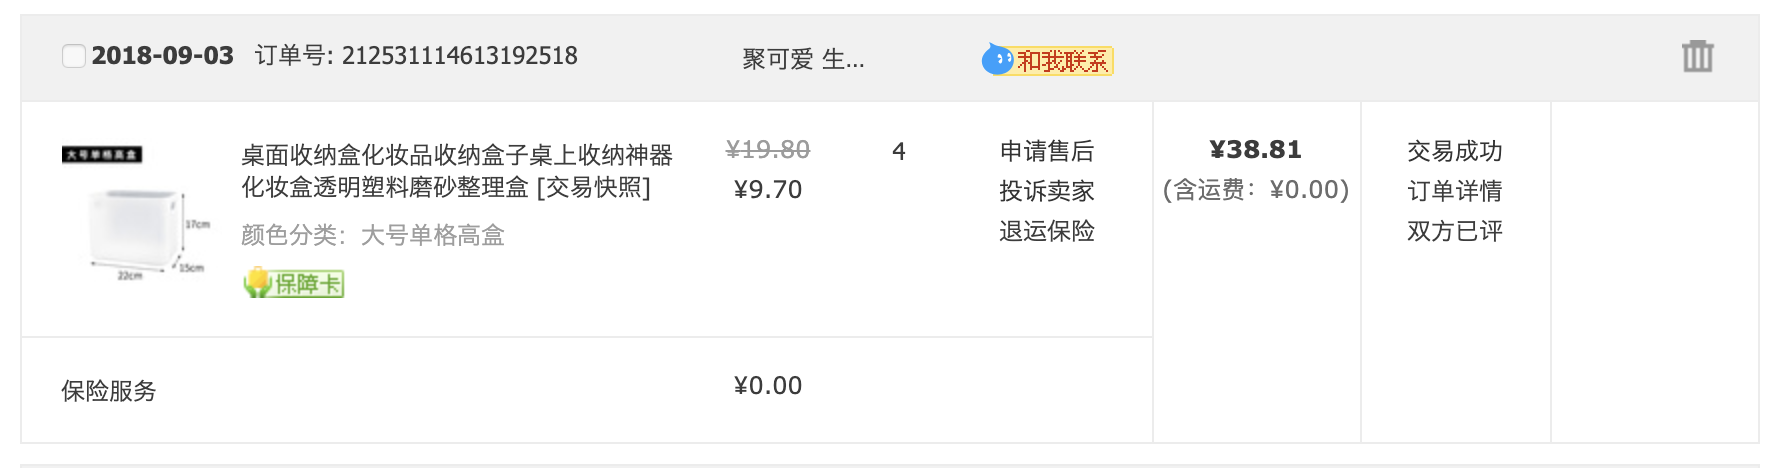 2018-09-03 订单号: 212531114613192518 聚可爱 生... 和我联系
大号单格高盒
17cm
15cm
22cm
桌面收纳盒化妆品收纳盒子桌上收纳神器
化妆盒透明塑料磨砂整理盒 [交易快照]
颜色分类：大号单格高盒
保障卡
¥19.80
¥9.70
4
申请售后
投诉卖家
退运保险
¥38.81
(含运费：¥0.00)
交易成功
订单详情
双方已评
保险服务 ¥0.00